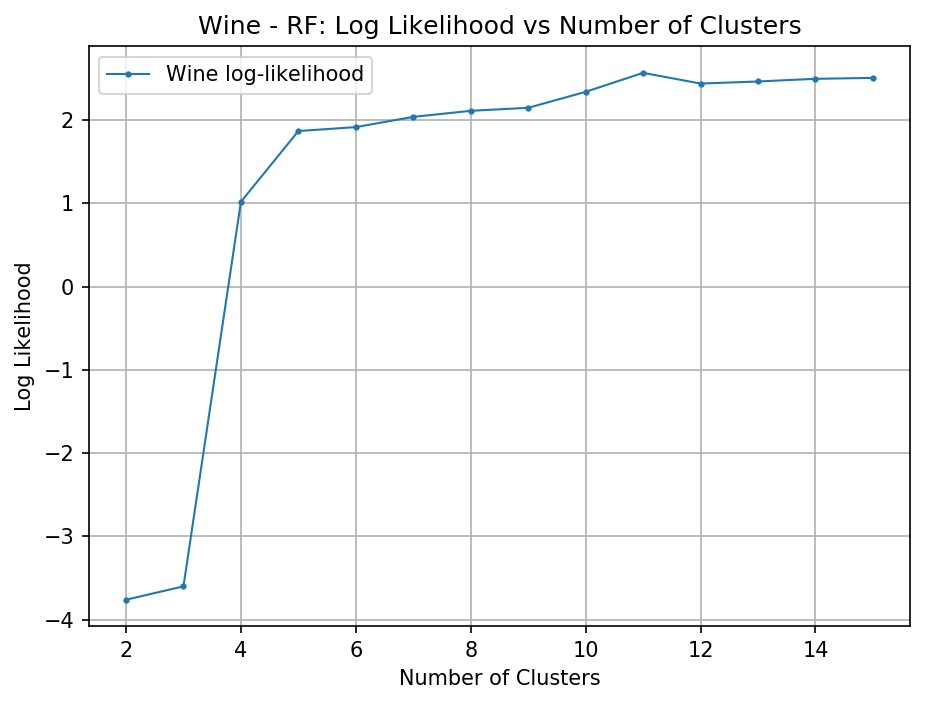 Wine - RF: Log Likelihood vs Number of Clusters
Wine log-likelihood
Log Likelihood
2
1
0
−1
−2
−3
−4
2 4 6 8 10 12 14
Number of Clusters